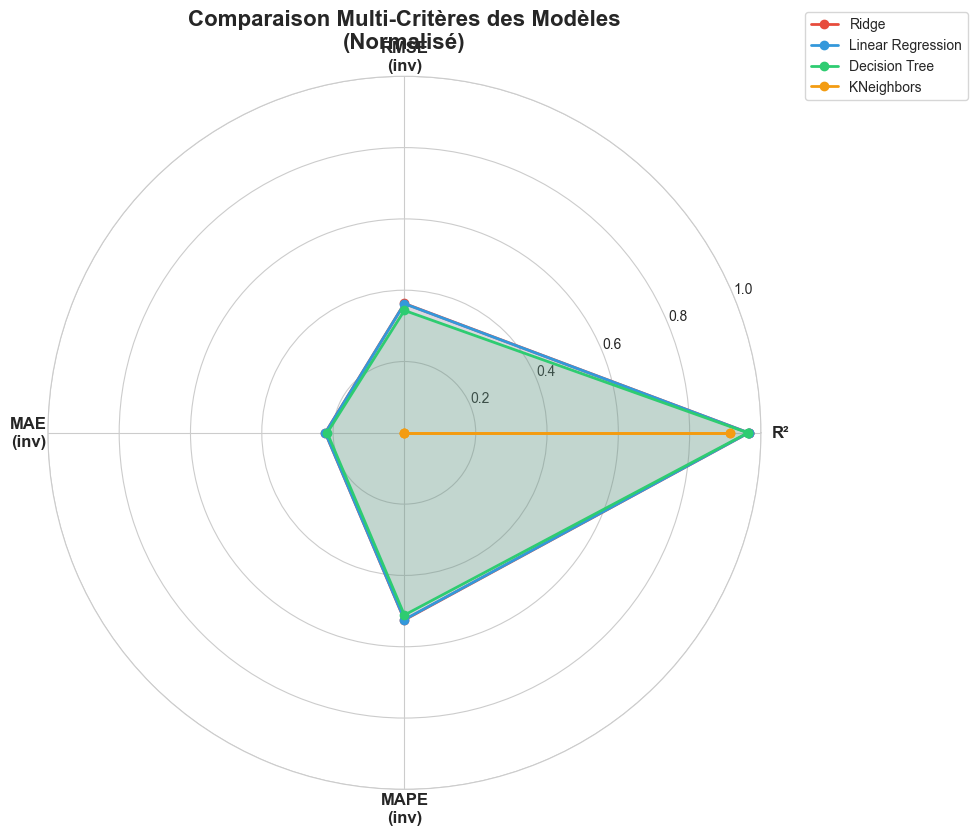 Comparaison Multi-Critères des Modèles
(Normalisé)
RMSE
(inv)
Ridge
Linear Regression
Decision Tree
KNeighbors
1.0
0.8
0.6
0.4
0.2
MAE
(inv)
R²
MAPE
(inv)